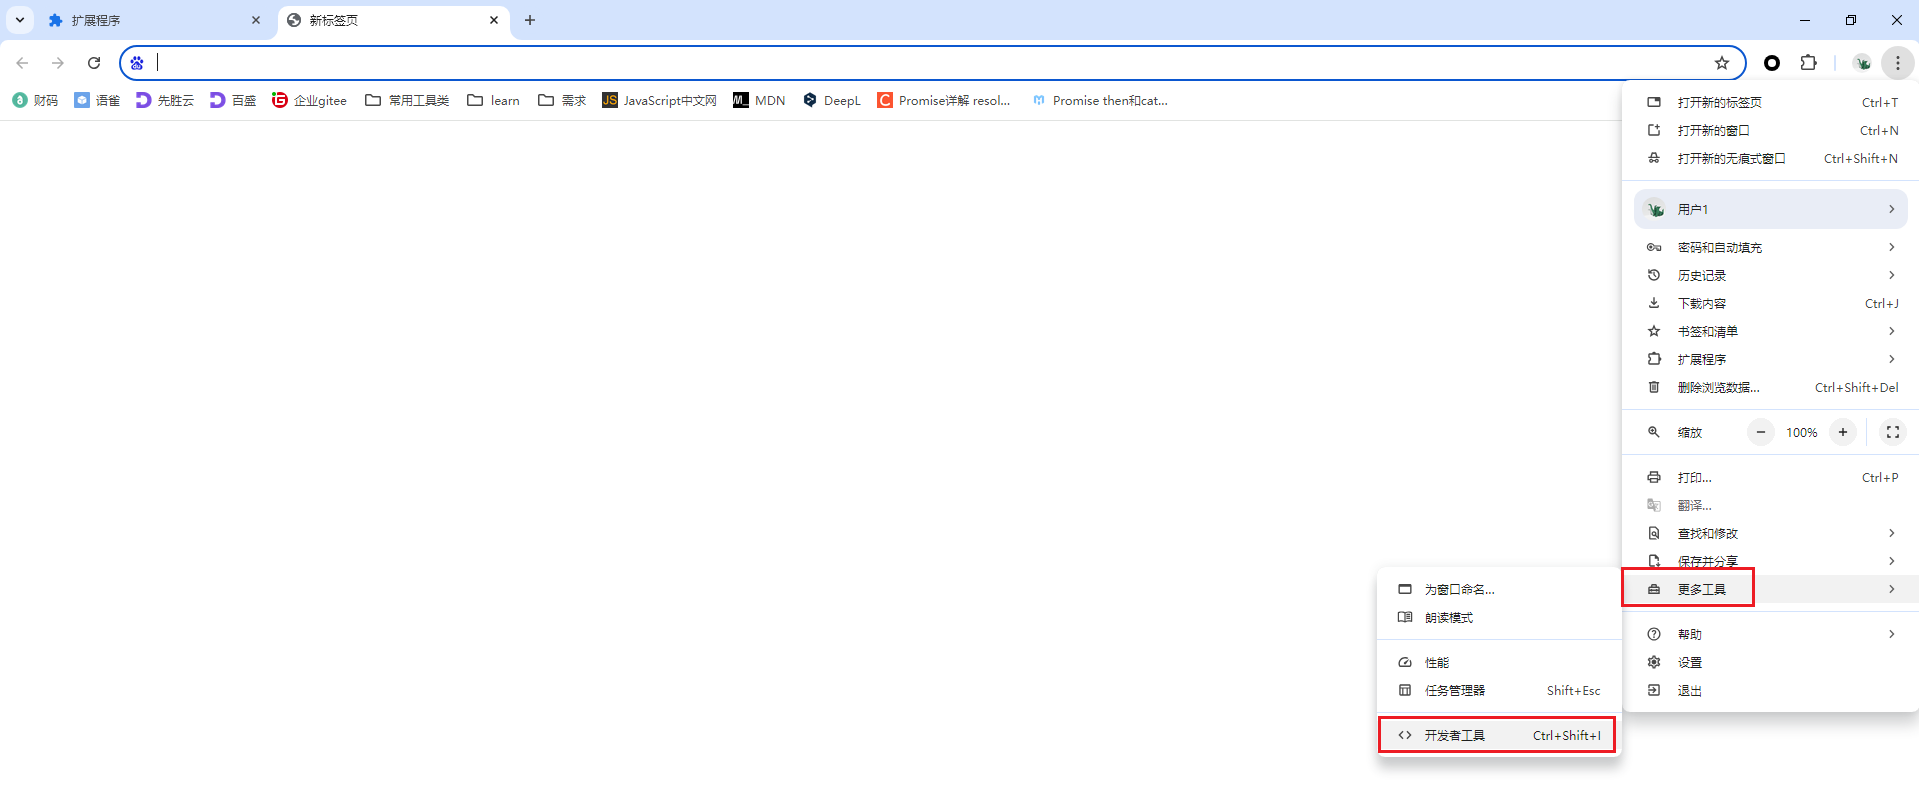 扩展程序
新标签页
财码
语雀
先胜云
百盛
企业gitee
常用工具类
learn
需求
JS JavaScript中文网
M_ MDN
DeepL
C Promise详解 resol...
Promise then和cat...
打开新的标签页 Ctrl+T
打开新的窗口 Ctrl+N
打开新的无痕式窗口 Ctrl+Shift+N
用户1
密码和自动填充
历史记录
下载内容 Ctrl+J
书签和清单
扩展程序
删除浏览数据... Ctrl+Shift+Del
缩放 − 100% +
打印... Ctrl+P
翻译...
查找和修改
保存并分享
更多工具
为窗口命名...
朗读模式
性能
任务管理器 Shift+Esc
开发者工具 Ctrl+Shift+I
帮助
设置
退出